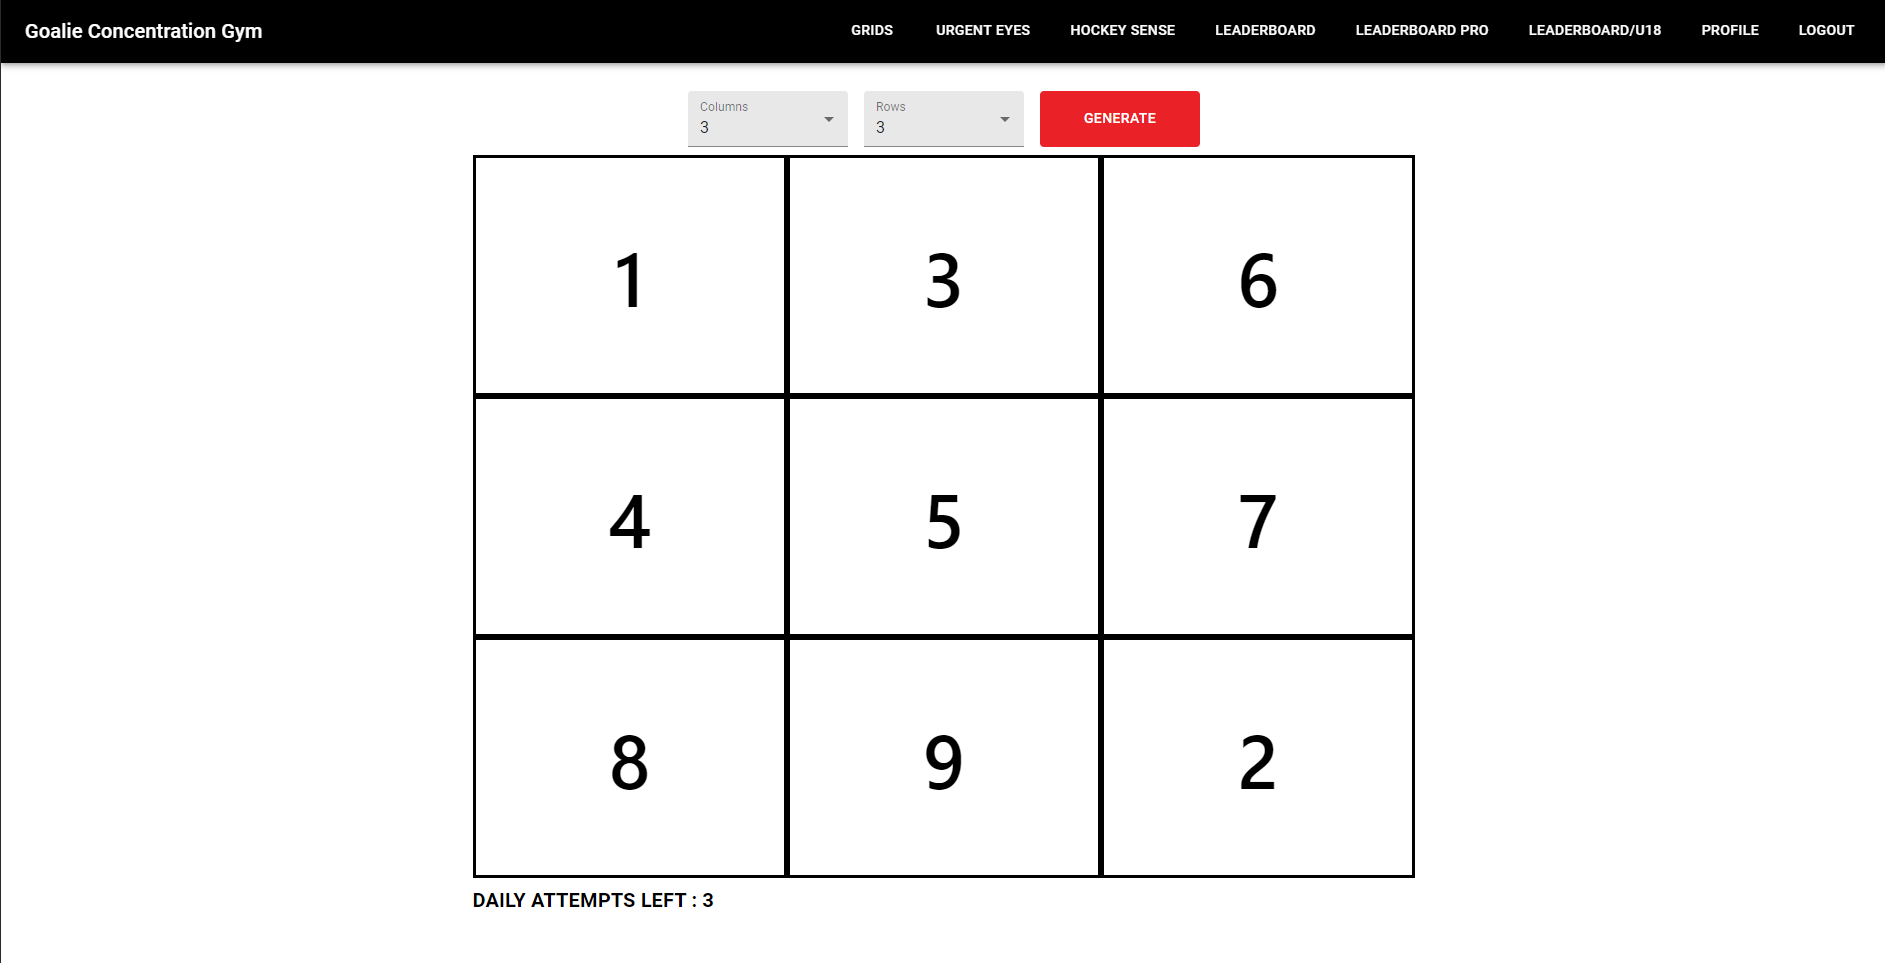 Goalie Concentration Gym GRIDS URGENT EYES HOCKEY SENSE LEADERBOARD LEADERBOARD PRO LEADERBOARD/U18 PROFILE LOGOUT
Columns Rows
3 3 GENERATE
1 3 6
4 5 7
8 9 2
DAILY ATTEMPTS LEFT : 3